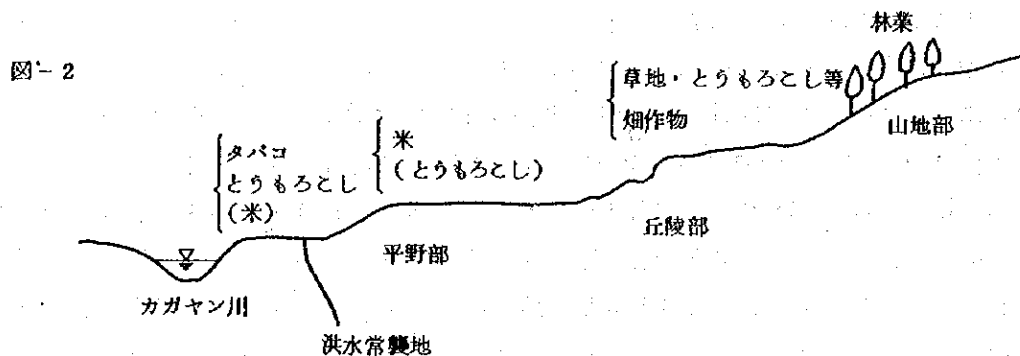 図-2
林業
草地・とうもろこし等
畑作物
山地部
米
(とうもろこし)
タバコ
とうもろこし
(米)
丘陵部
平野部
カガヤン川
洪水常襲地